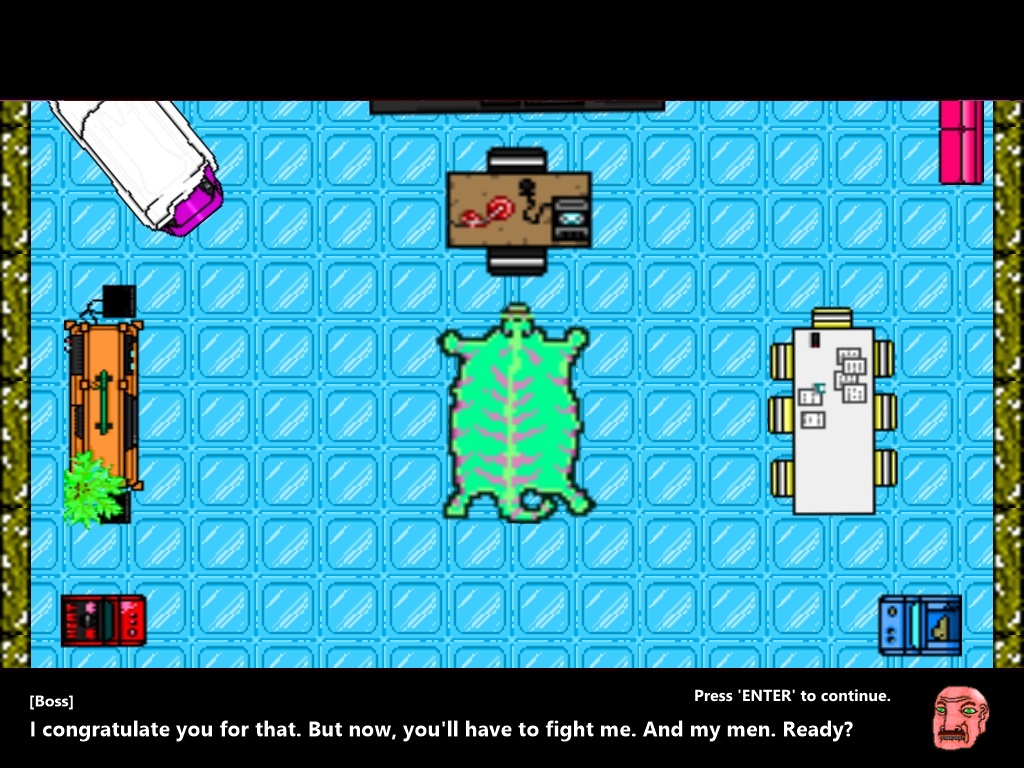 [Boss]
Press 'ENTER' to continue.
I congratulate you for that. But now, you'll have to fight me. And my men. Ready?